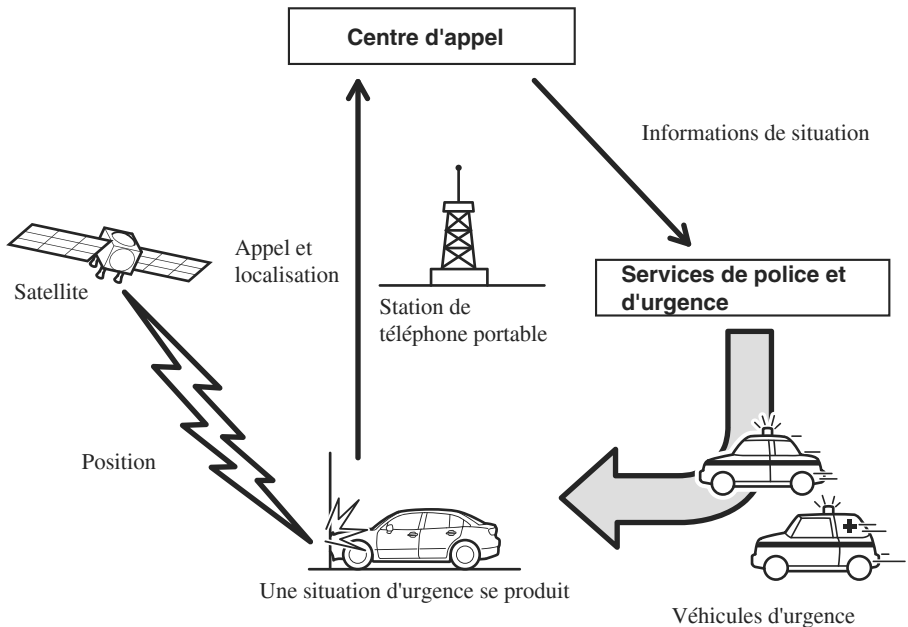 Centre d'appel
Informations de situation
Appel et
localisation
Satellite
Station de
téléphone portable
Services de police et
d'urgence
Position
Une situation d'urgence se produit
Véhicules d'urgence